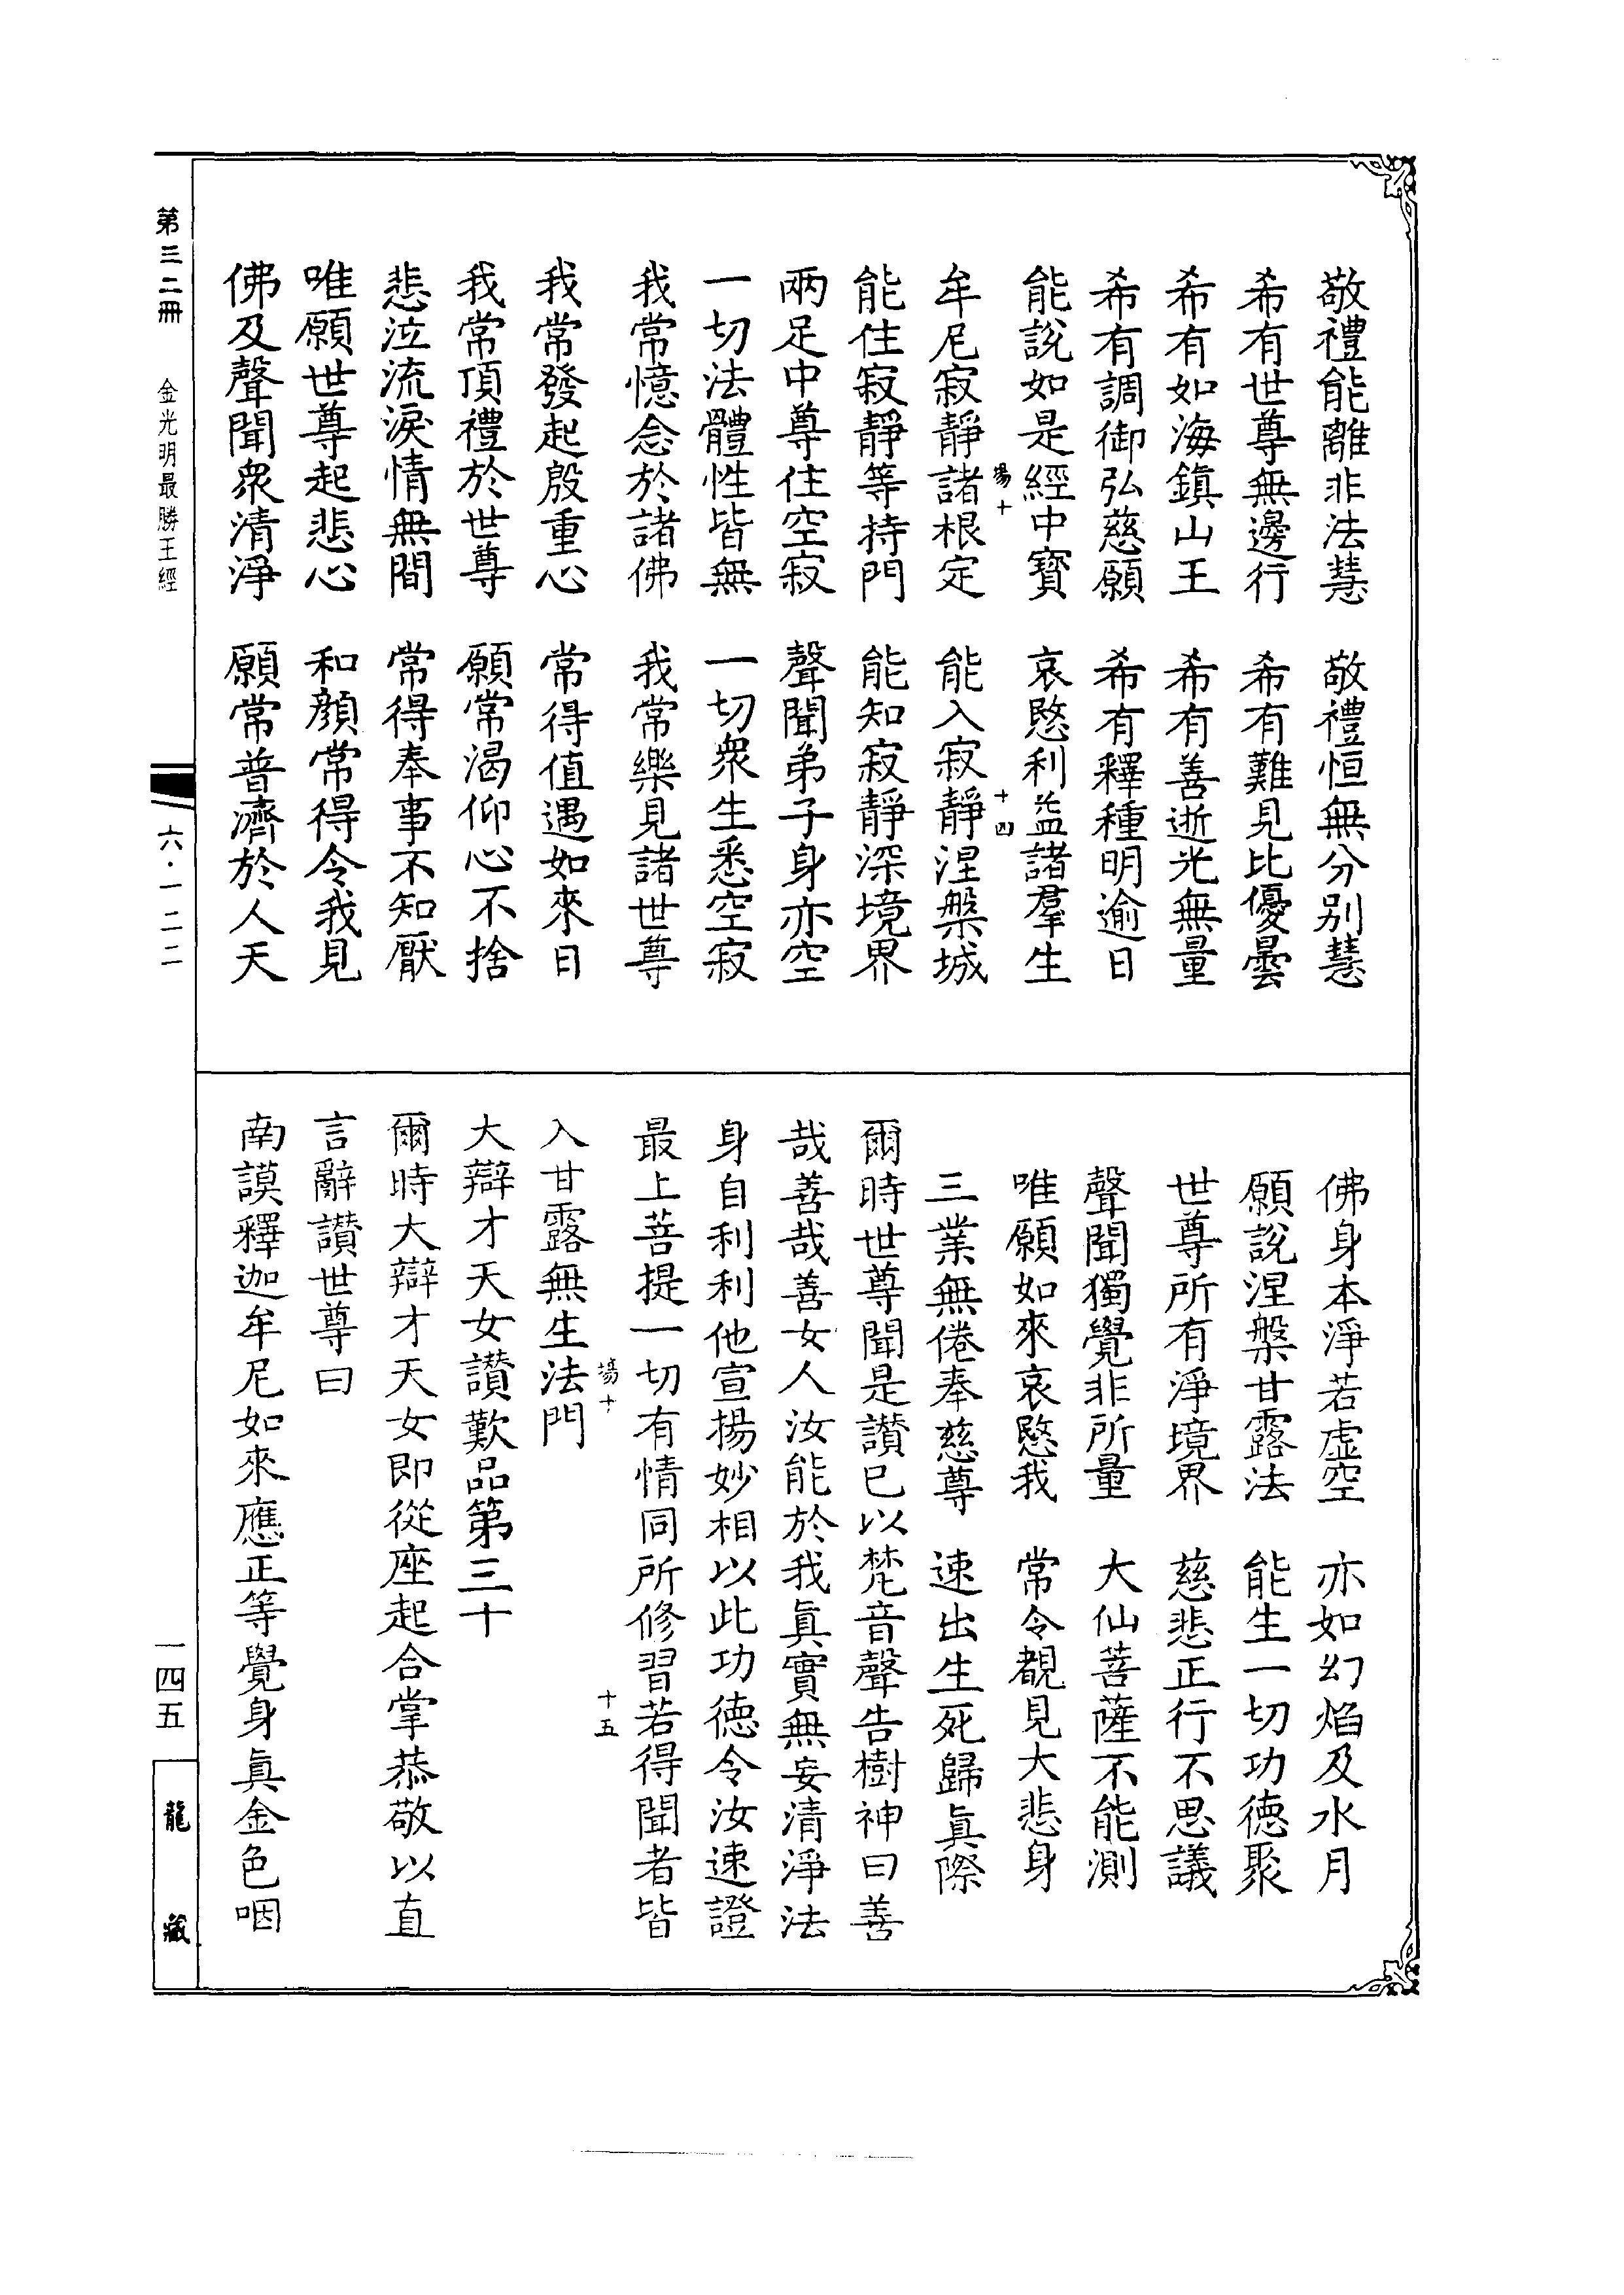 敬禮能離非法慧　敬禮恒無分別慧
希有世尊無邊行　希有難見比優曇
希有如海鎮山王　希有善逝光無量
希有調御弘慈願　希有釋種明逾日
能說如是經中寶　哀愍利益諸羣生
場十　十四
牟尼寂靜諸根定　能入寂靜涅槃城
能住寂靜等持門　能知寂靜深境界
兩足中尊住空寂　聲聞弟子身亦空
一切法體性皆無　一切衆生悉空寂
我常憶念於諸佛　我常樂見諸世尊
我常發起殷重心　常得值遇如來日
我常頂禮於世尊　願常渴仰心不捨
悲泣流淚情無間　常得奉事不知厭
唯願世尊起悲心　和顏常得令我見
佛及聲聞衆清淨　願常普濟於人天
佛身本淨若虛空　亦如幻焰及水月
願說涅槃甘露法　能生一切功德聚
世尊所有淨境界　慈悲正行不思議
聲聞獨覺非所量　大仙菩薩不能測
唯願如來哀愍我　常令覩見大悲身
三業無倦奉慈尊　速出生死歸眞際
爾時世尊聞是讚已以梵音聲告樹神曰善
哉善哉善女人汝能於我眞實無妄清淨法
身自利利他宣揚妙相以此功德令汝速證
最上菩提一切有情同所修習若得聞者皆
場十　十五
入甘露無生法門
大辯才天女讚歎品第三十
爾時大辯才天女即從座起合掌恭敬以直
言辭讚世尊曰
南謨釋迦牟尼如來應正等覺身眞金色咽
第三二冊　金光明最勝王經　六·一二二　一四五　龍藏